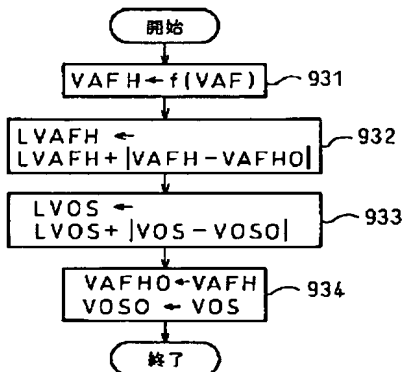 開始
VAFH←f(VAF)
931
LVAFH ←
LVAFH+|VAFH-VAFHO|
932
LVOS ←
LVOS+|VOS-VOSO|
933
VAFHO←VAFH
VOSO ← VOS
934
終了